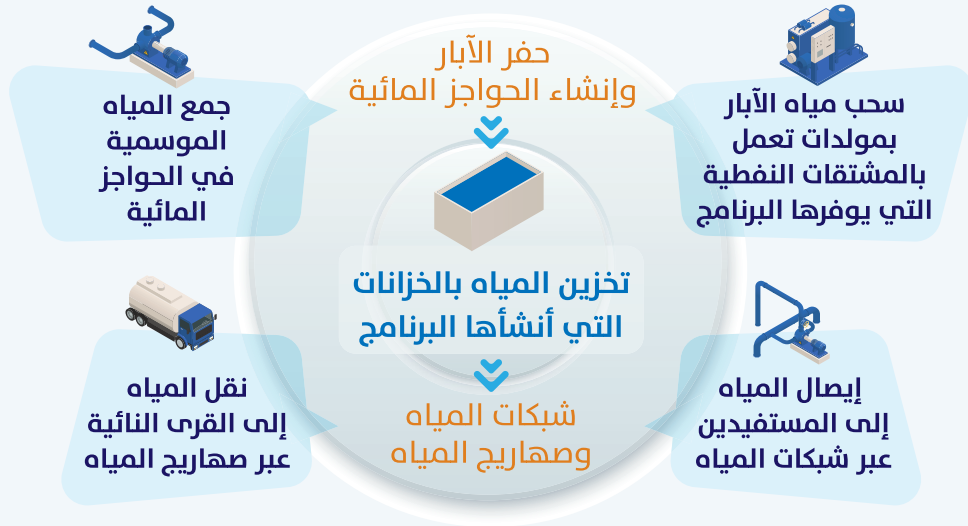 حفر الآبار
وإنشاء الحواجز المائية
سحب مياه الآبار
بمولدات تعمل
بالمشتقات النفطية
التي يوفرها البرنامج
جمع المياه
الموسمية
في الحواجز
المائية
تخزين المياه بالخزانات
التي أنشأها البرنامج
شبكات المياه
وصهاريج المياه
إيصال المياه
إلى المستفيدين
عبر شبكات المياه
نقل المياه
إلى القرى النائية
عبر صهاريج المياه